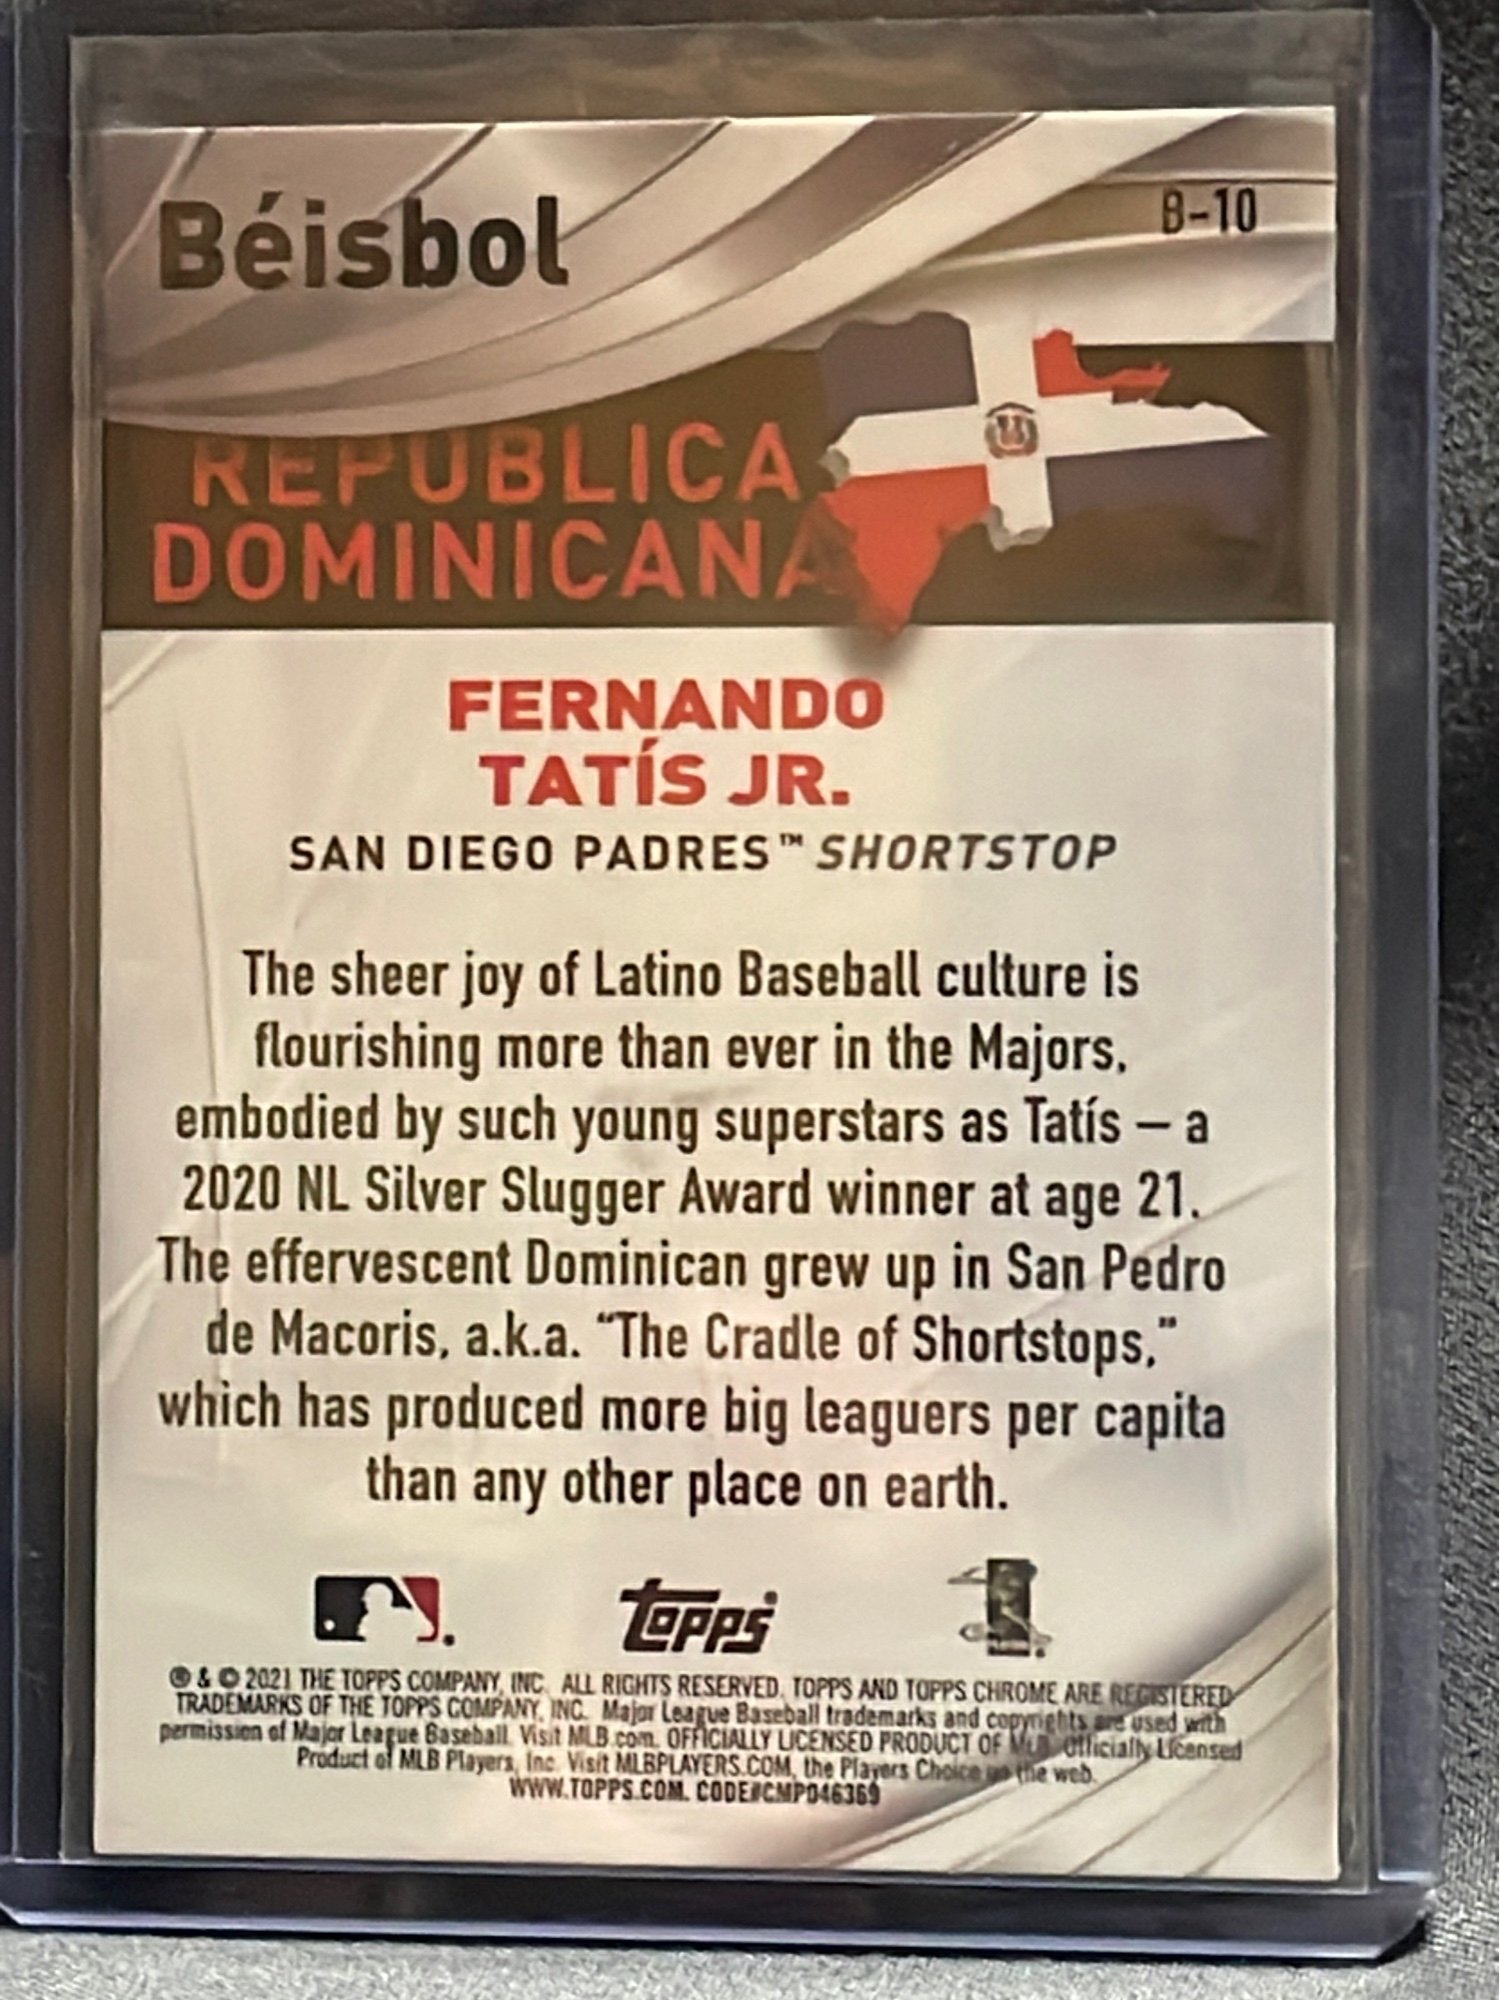 Béisbol
B-10
REPÚBLICA
DOMINICANA
FERNANDO
TATÍS JR.
SAN DIEGO PADRES™ SHORTSTOP
The sheer joy of Latino Baseball culture is
flourishing more than ever in the Majors,
embodied by such young superstars as Tatís – a
2020 NL Silver Slugger Award winner at age 21.
The effervescent Dominican grew up in San Pedro
de Macoris, a.k.a. “The Cradle of Shortstops,”
which has produced more big leaguers per capita
than any other place on earth.
Topps®
® & © 2021 THE TOPPS COMPANY, INC. ALL RIGHTS RESERVED. TOPPS AND TOPPS CHROME ARE REGISTERED
TRADEMARKS OF THE TOPPS COMPANY, INC. Major League Baseball trademarks and copyrights are used with
permission of Major League Baseball. Visit MLB.com. OFFICIALLY LICENSED PRODUCT OF MLB Officially Licensed
Product of MLB Players, Inc. Visit MLBPLAYERS.COM, the Players Choice on the web.
WWW.TOPPS.COM. CODE#CMP046369